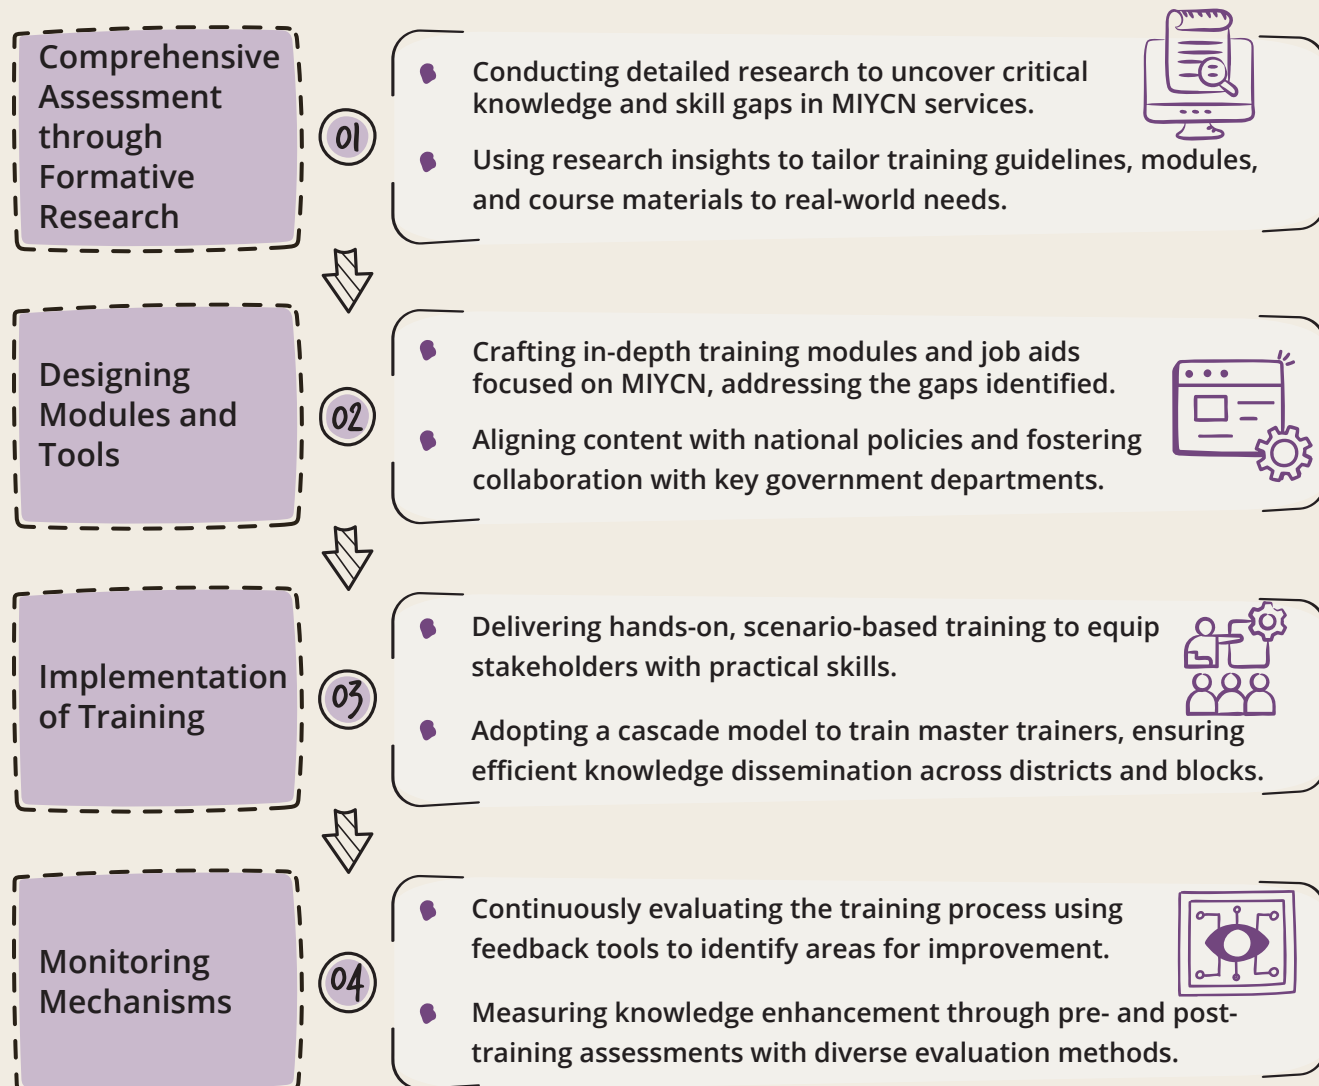 Comprehensive
Assessment
through
Formative
Research
01
Conducting detailed research to uncover critical
knowledge and skill gaps in MIYCN services.
Using research insights to tailor training guidelines, modules,
and course materials to real-world needs.
Designing
Modules and
Tools
02
Crafting in-depth training modules and job aids
focused on MIYCN, addressing the gaps identified.
Aligning content with national policies and fostering
collaboration with key government departments.
Implementation
of Training
03
Delivering hands-on, scenario-based training to equip
stakeholders with practical skills.
Adopting a cascade model to train master trainers, ensuring
efficient knowledge dissemination across districts and blocks.
Monitoring
Mechanisms
04
Continuously evaluating the training process using
feedback tools to identify areas for improvement.
Measuring knowledge enhancement through pre- and post-
training assessments with diverse evaluation methods.